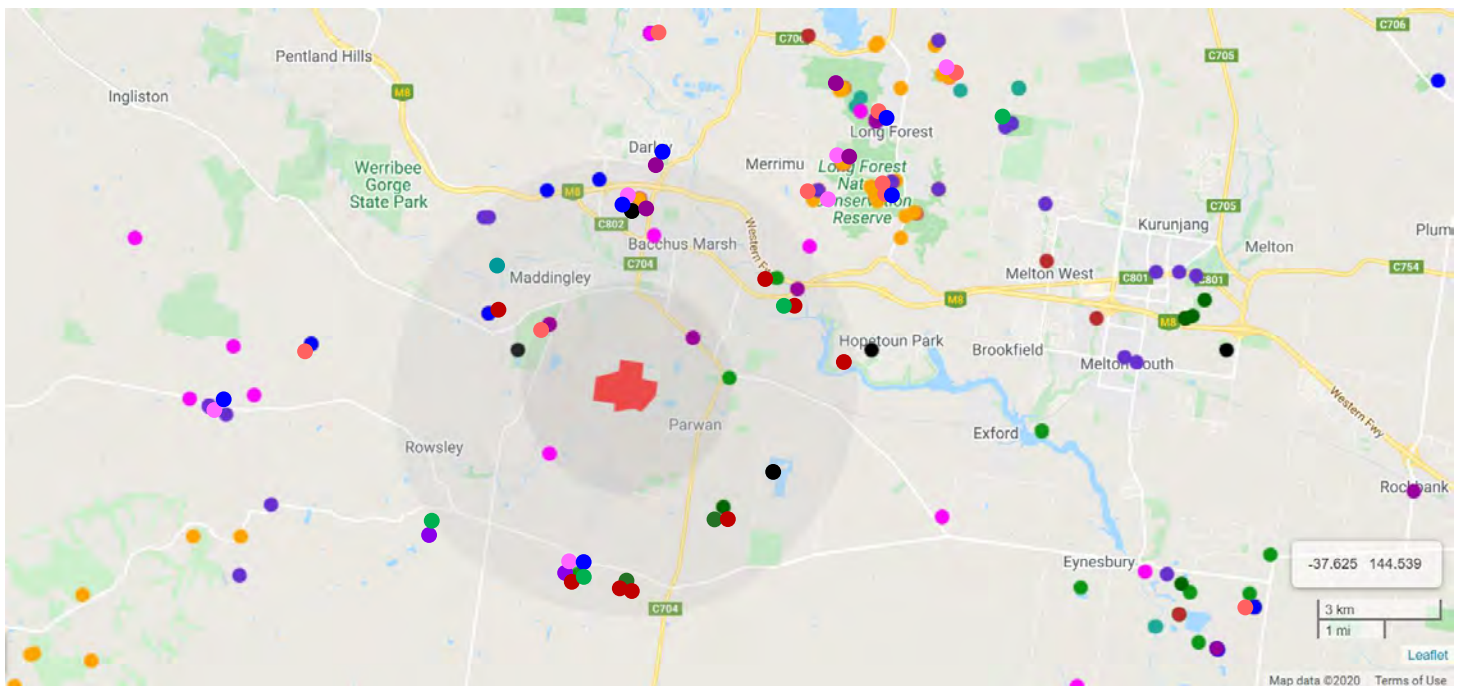 C706
C706
Pentland Hills
C705
M8
Ingliston
Long Forest
Darley
Merrimu
Werribee
Gorge
State Park
Long Forest
Nature
Conservation
Reserve
M8
C705
C802
Kurunjang
Western Fwy
Bacchus Marsh
Melton
C704
C754
Maddingley
Melton West
C801
C801
M8
M8
Hopetoun Park
Brookfield
Melton South
Western Fwy
Parwan
Exford
Rowsley
Rockbank
Eynesbury
-37.625 144.539
C704
3 km
1 mi
Leaflet
Map data ©2020 Terms of Use